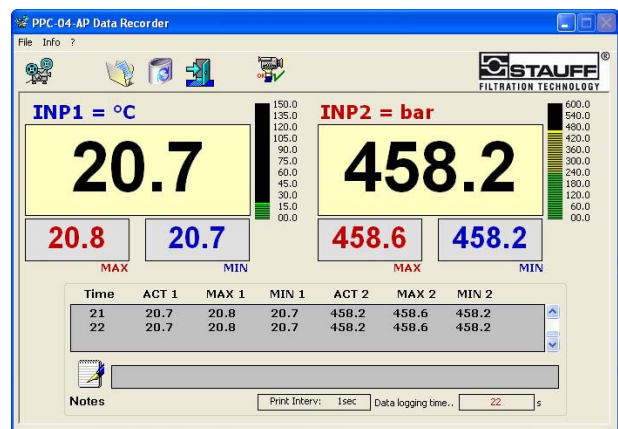 PPC-04-AP Data Recorder
File Info ?
STAUFF®
FILTRATION TECHNOLOGY
INP1 = °C
20.7
150.0
135.0
120.0
105.0
90.0
75.0
60.0
45.0
30.0
15.0
00.0
20.8
MAX
20.7
MIN
INP2 = bar
458.2
600.0
540.0
480.0
420.0
360.0
300.0
240.0
180.0
120.0
60.0
00.0
458.6
MAX
458.2
MIN
Time ACT 1 MAX 1 MIN 1 ACT 2 MAX 2 MIN 2
21 20.7 20.8 20.7 458.2 458.6 458.2
22 20.7 20.8 20.7 458.2 458.6 458.2
Notes
Print Interv: 1sec Data logging time.. 22 s